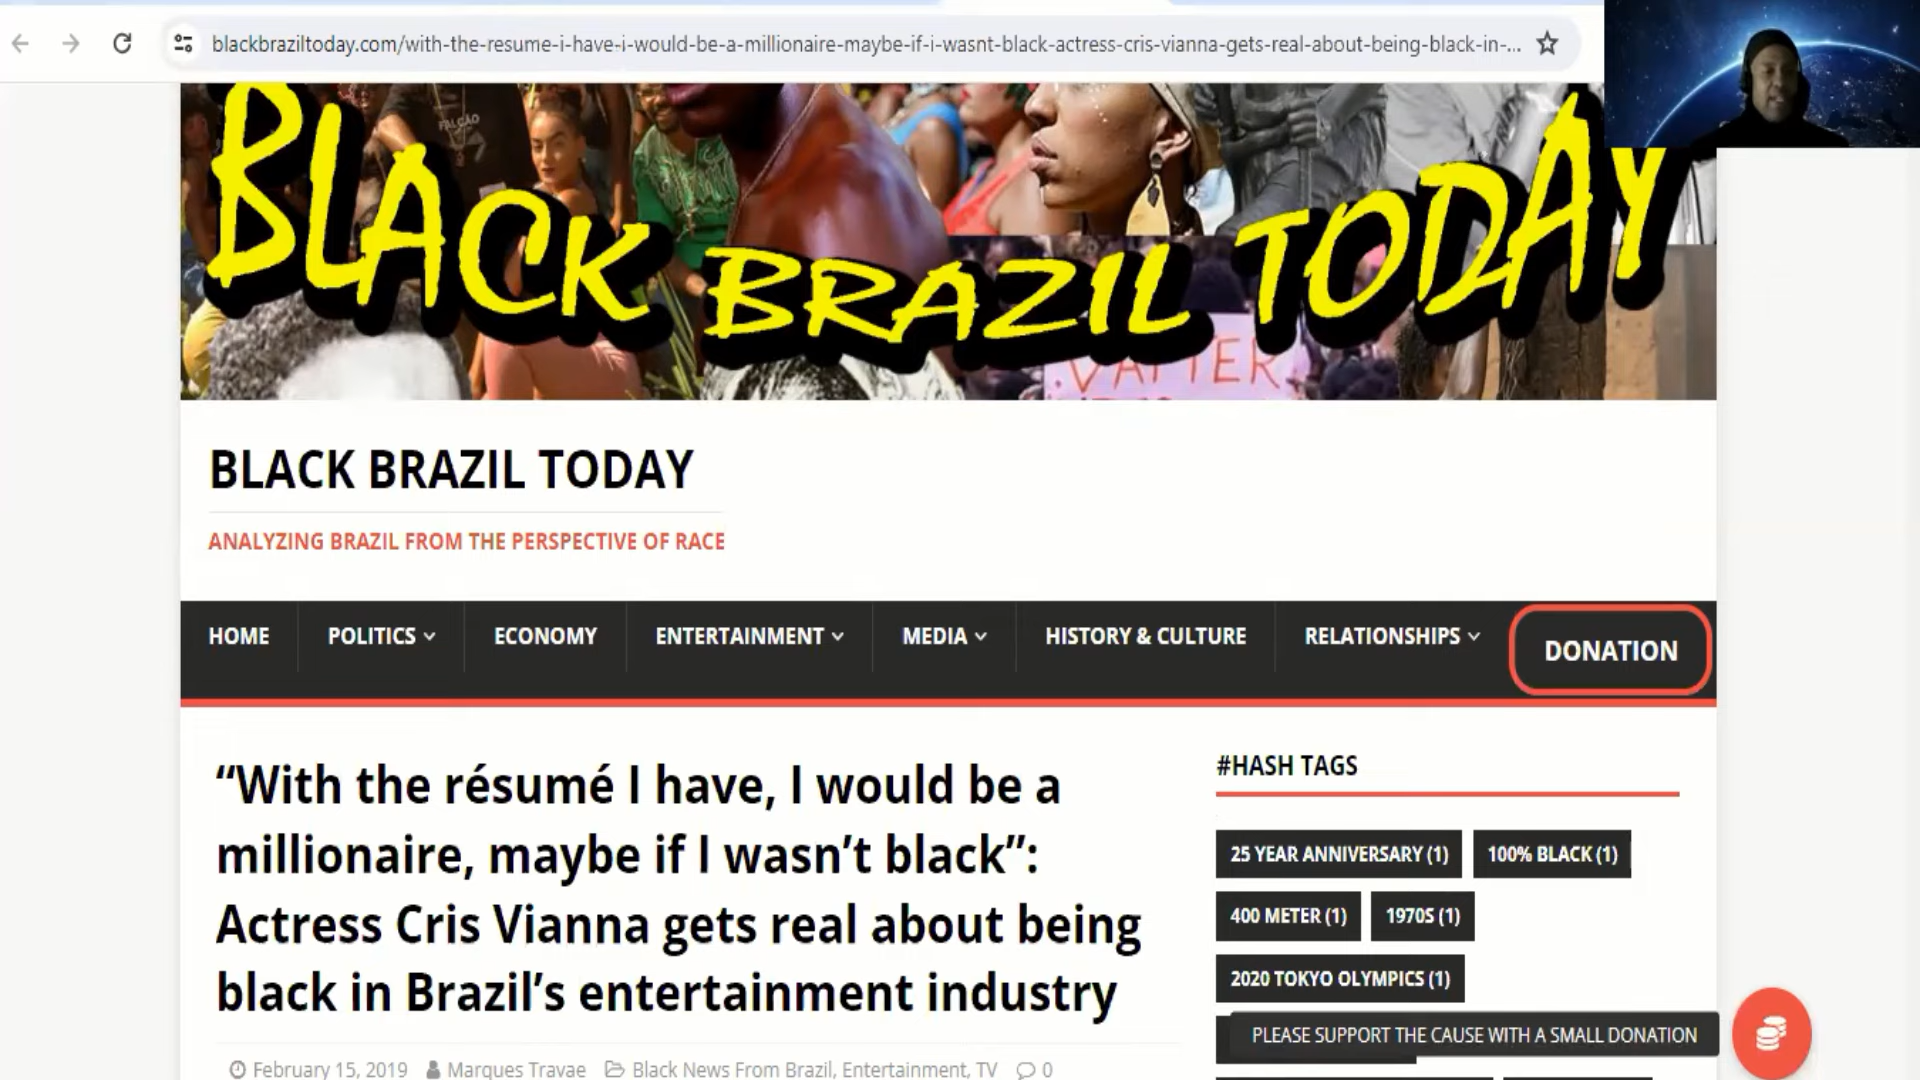 blackbraziltoday.com/with-the-resume-i-have-i-would-be-a-millionaire-maybe-if-i-wasnt-black-actress-cris-vianna-gets-real-about-being-black-in-...
FALCÃO
BLACK BRAZIL TODAY
BLACK BRAZIL TODAY
ANALYZING BRAZIL FROM THE PERSPECTIVE OF RACE
HOME POLITICS ECONOMY ENTERTAINMENT MEDIA HISTORY & CULTURE RELATIONSHIPS DONATION
“With the résumé I have, I would be a
millionaire, maybe if I wasn’t black”:
Actress Cris Vianna gets real about being
black in Brazil’s entertainment industry
February 15, 2019 Marques Travae Black News From Brazil, Entertainment, TV 0
#HASH TAGS
25 YEAR ANNIVERSARY (1) 100% BLACK (1)
400 METER (1) 1970S (1)
2020 TOKYO OLYMPICS (1)
PLEASE SUPPORT THE CAUSE WITH A SMALL DONATION